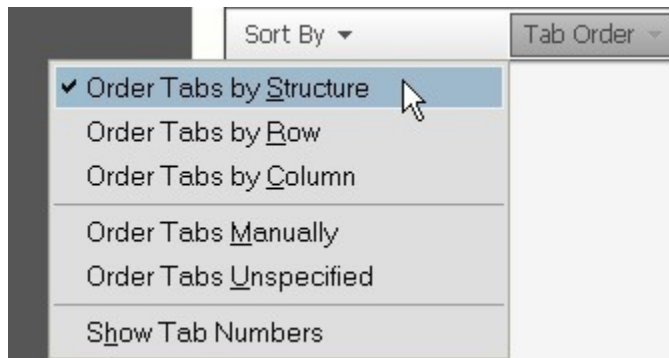 Sort By
Tab Order
Order Tabs by Structure
Order Tabs by Row
Order Tabs by Column
Order Tabs Manually
Order Tabs Unspecified
Show Tab Numbers